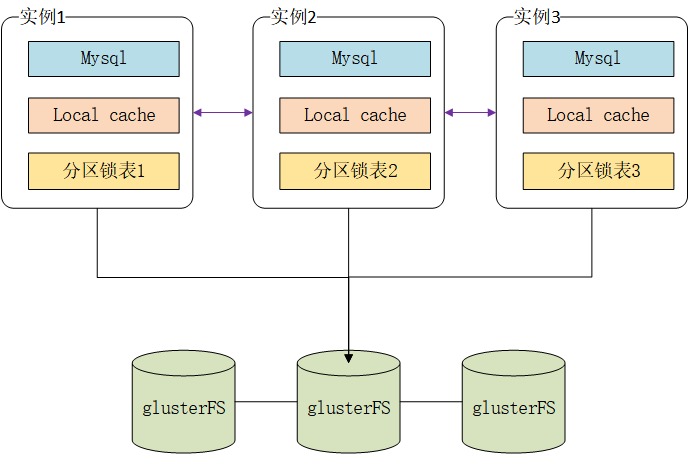 实例1
实例2
实例3
Mysql
Mysql
Mysql
Local cache
Local cache
Local cache
分区锁表1
分区锁表2
分区锁表3
glusterFS
glusterFS
glusterFS